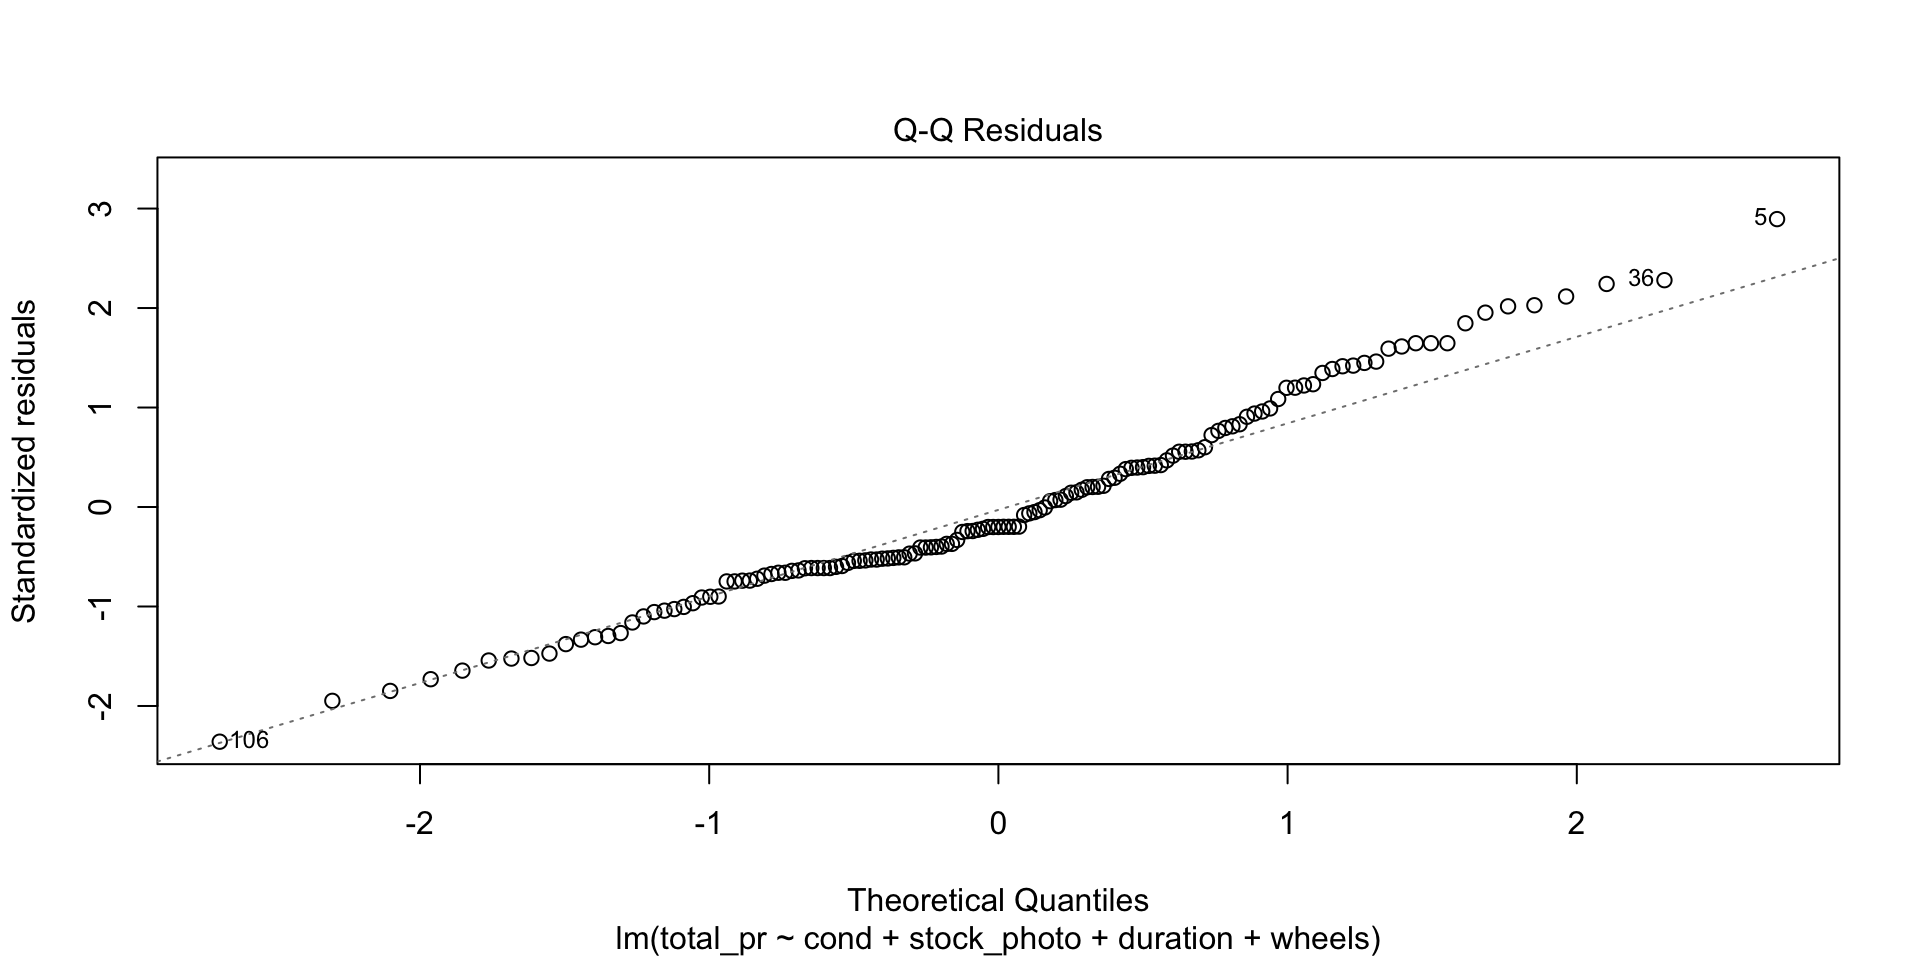 Q-Q Residuals
Standardized residuals
3
2
1
0
-1
-2
5
36
106
-2 -1 0 1 2
Theoretical Quantiles
lm(total_pr ~ cond + stock_photo + duration + wheels)